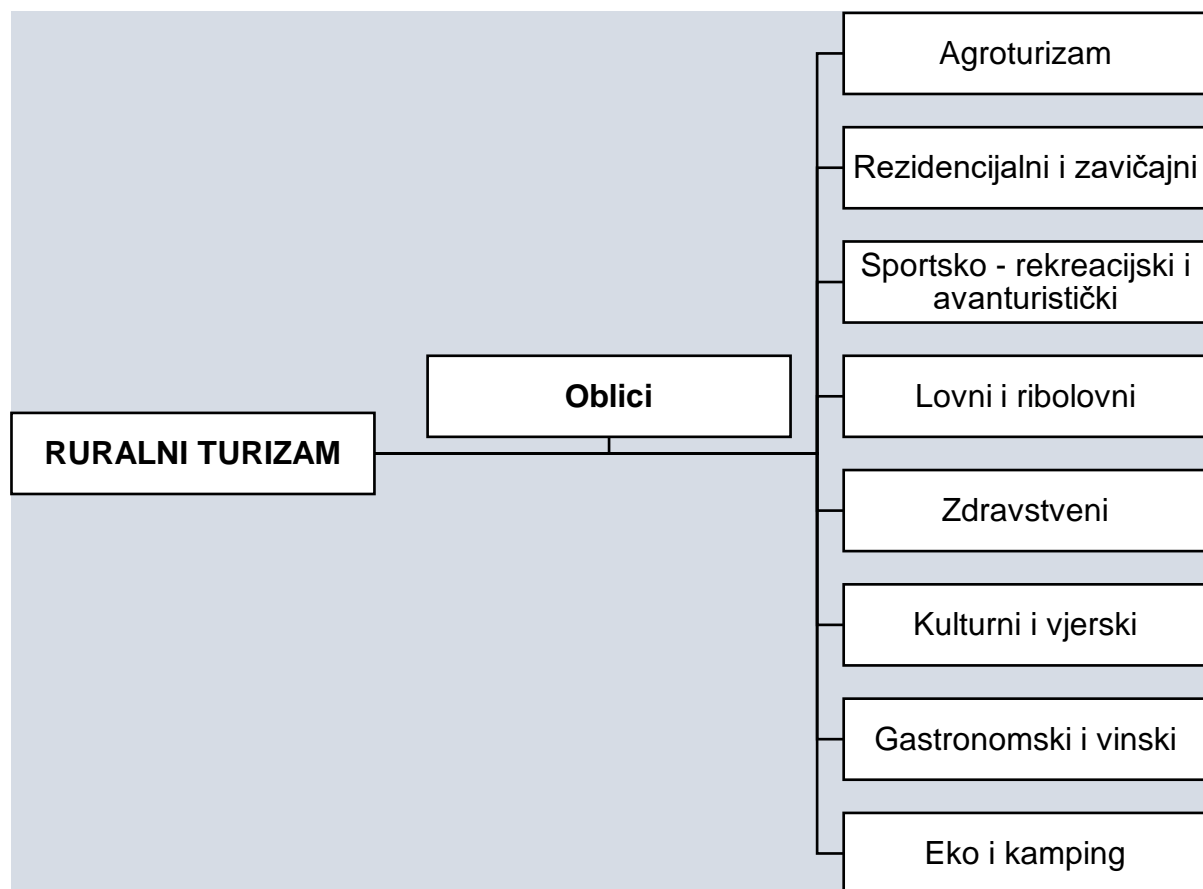 RURALNI TURIZAM
Oblici
Agroturizam
Rezidencijalni i zavičajni
Sportsko - rekreacijski i
avanturistički
Lovni i ribolovni
Zdravstveni
Kulturni i vjerski
Gastronomski i vinski
Eko i kamping